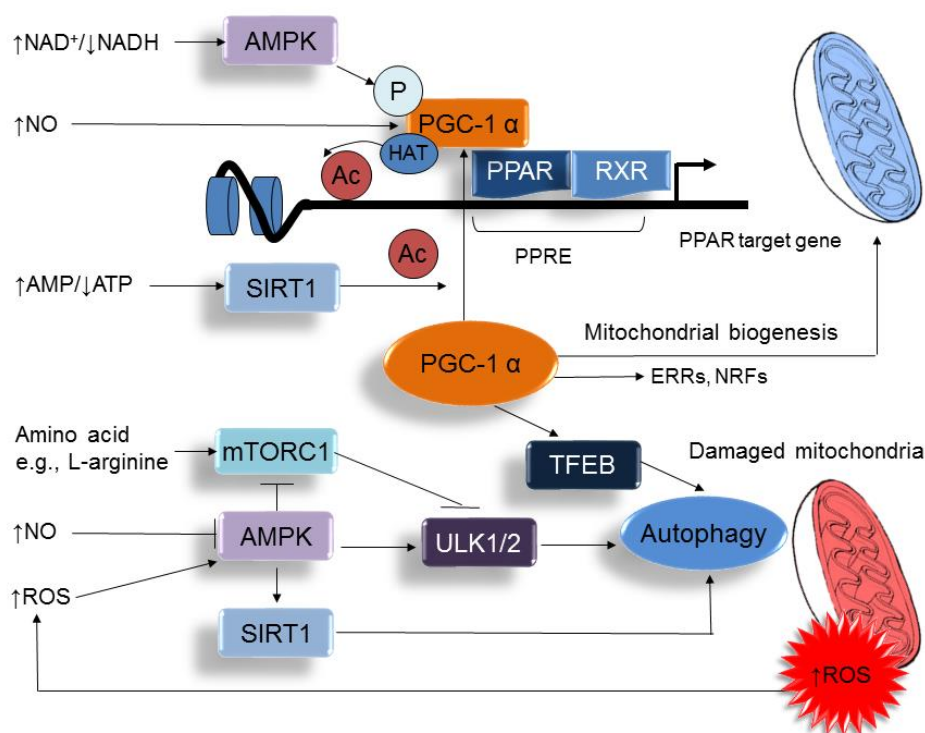 ↑NAD⁺/↓NADH
AMPK
P
↑NO
PGC-1 α
HAT
Ac
PPAR
RXR
PPRE
PPAR target gene
Ac
↑AMP/↓ATP
SIRT1
Mitochondrial biogenesis
PGC-1 α
ERRs, NRFs
Amino acid
e.g., L-arginine
mTORC1
TFEB
Damaged mitochondria
↑NO
AMPK
ULK1/2
Autophagy
↑ROS
SIRT1
↑ROS